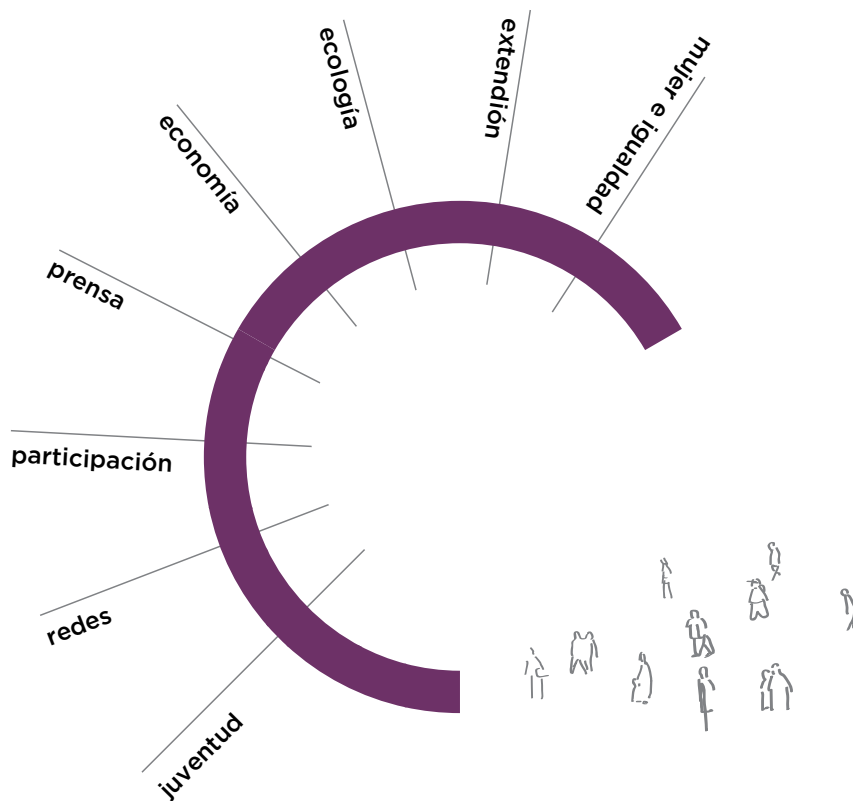 ecología
extendión
mujer e igualdad
economía
prensa
participación
redes
juventud